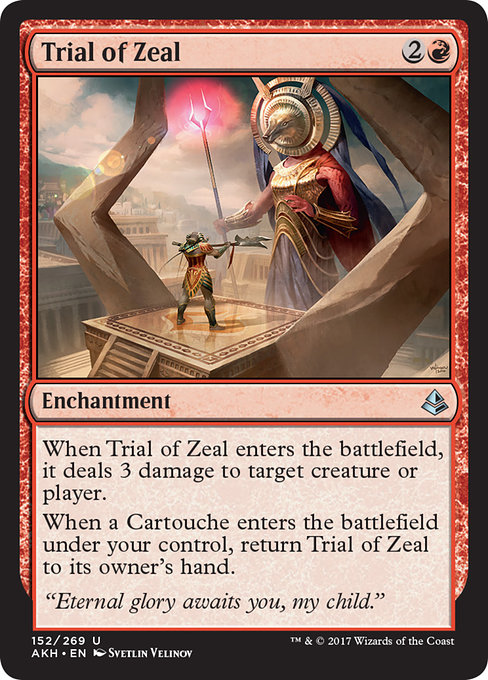 Trial of Zeal 2
Enchantment
When Trial of Zeal enters the battlefield,
it deals 3 damage to target creature or
player.
When a Cartouche enters the battlefield
under your control, return Trial of Zeal
to its owner's hand.
"Eternal glory awaits you, my child."
152/269 U
™ & © 2017 Wizards of the Coast
AKH • EN Svetlin Velinov